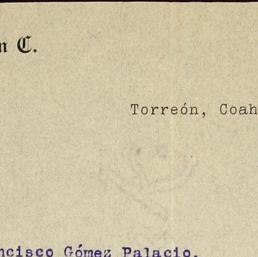 n C.
Torreón, Coah
ncisco Gómez Palacio.